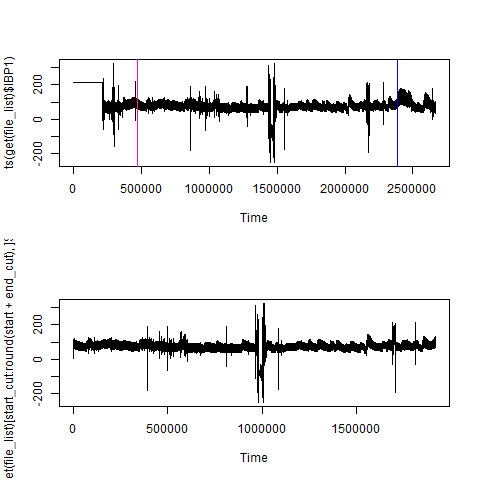 ts(get(file_list)$IBP1)
200
0
-200
0 500000 1000000 1500000 2000000 2500000
Time
et(file_list)[start_cut:round(start + end_cut), ]
200
0
-200
0 500000 1000000 1500000
Time